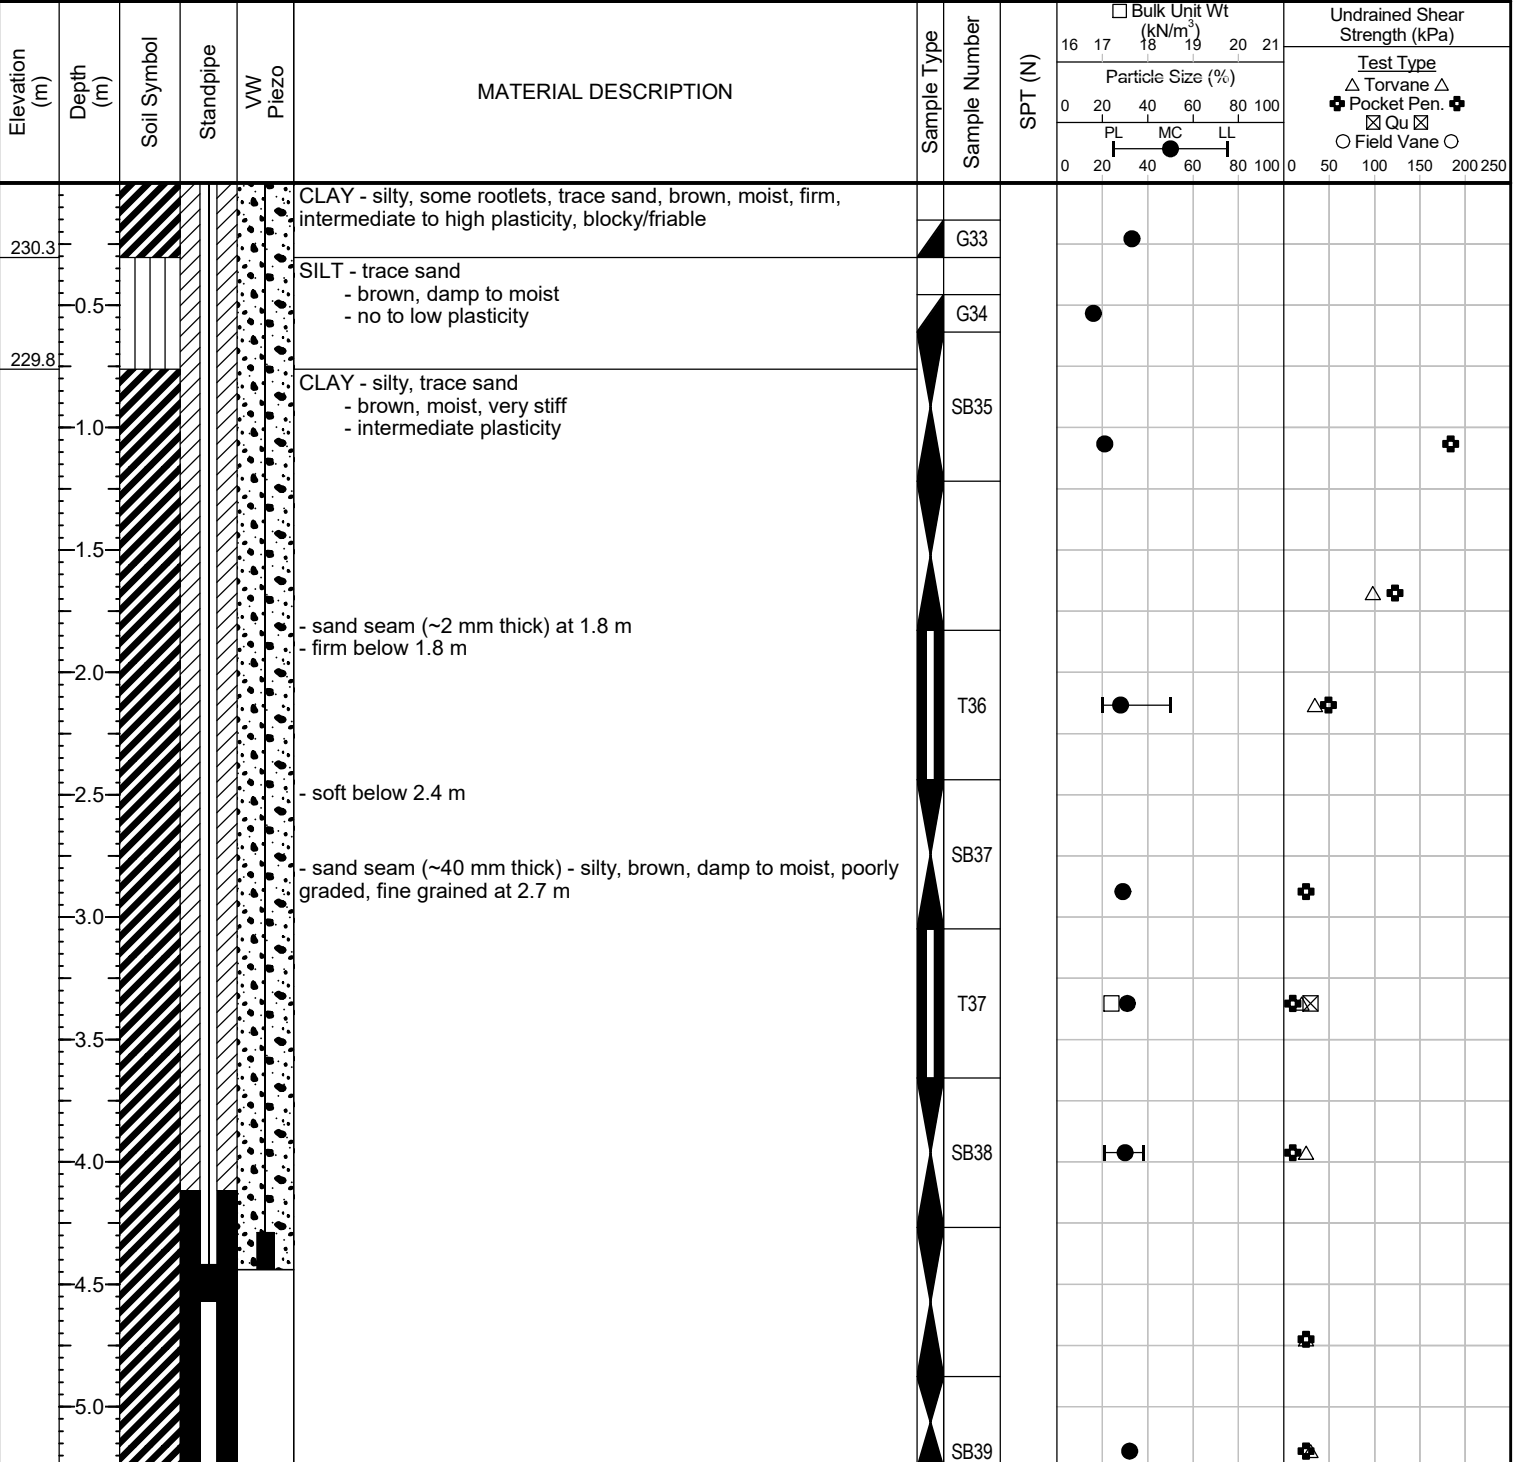 Elevation
(m)
Depth
(m)
Soil Symbol
Standpipe
VW
Piezo
MATERIAL DESCRIPTION
Sample Type
Sample Number
SPT (N)
Bulk Unit Wt
(kN/m³)
16 17 18 19 20 21
Particle Size (%)
0 20 40 60 80 100
PL MC LL
0 20 40 60 80 100
Undrained Shear
Strength (kPa)
Test Type
Torvane
Pocket Pen.
Qu
Field Vane
0 50 100 150 200 250
CLAY - silty, some rootlets, trace sand, brown, moist, firm,
intermediate to high plasticity, blocky/friable
G33
230.3
SILT - trace sand
- brown, damp to moist
- no to low plasticity
0.5
G34
229.8
CLAY - silty, trace sand
- brown, moist, very stiff
- intermediate plasticity
SB35
1.0
1.5
- sand seam (~2 mm thick) at 1.8 m
- firm below 1.8 m
2.0
T36
- soft below 2.4 m
2.5
SB37
- sand seam (~40 mm thick) - silty, brown, damp to moist, poorly
graded, fine grained at 2.7 m
3.0
T37
3.5
SB38
4.0
4.5
5.0
SB39